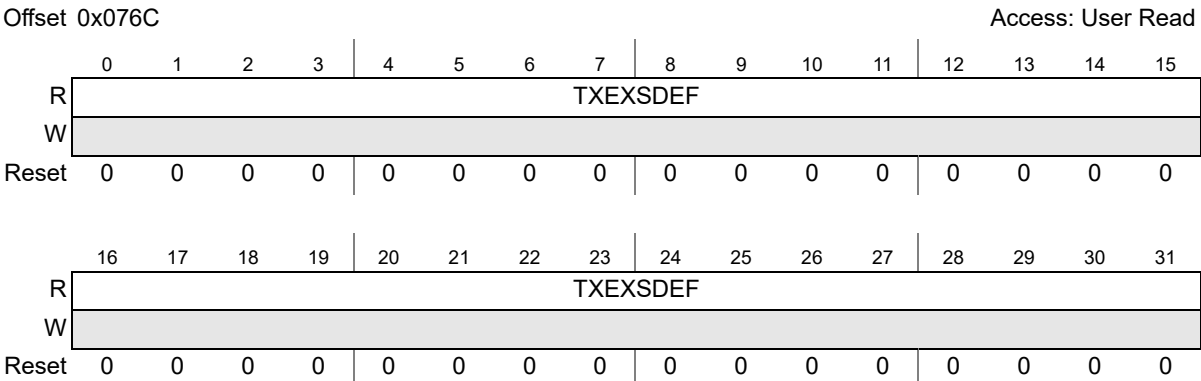 Offset 0x076C Access: User Read
0 1 2 3 4 5 6 7 8 9 10 11 12 13 14 15
R TXEXSDEF
W
Reset 0 0 0 0 0 0 0 0 0 0 0 0 0 0 0 0
16 17 18 19 20 21 22 23 24 25 26 27 28 29 30 31
R TXEXSDEF
W
Reset 0 0 0 0 0 0 0 0 0 0 0 0 0 0 0 0